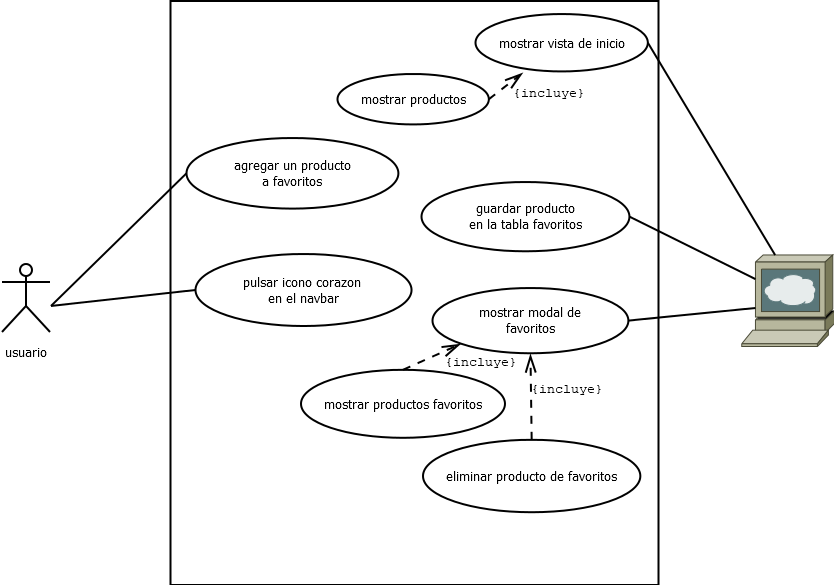 mostrar vista de inicio
{incluye}
mostrar productos
agregar un producto
a favoritos
guardar producto
en la tabla favoritos
pulsar icono corazon
en el navbar
mostrar modal de
favoritos
usuario
{incluye}
{incluye}
mostrar productos favoritos
eliminar producto de favoritos